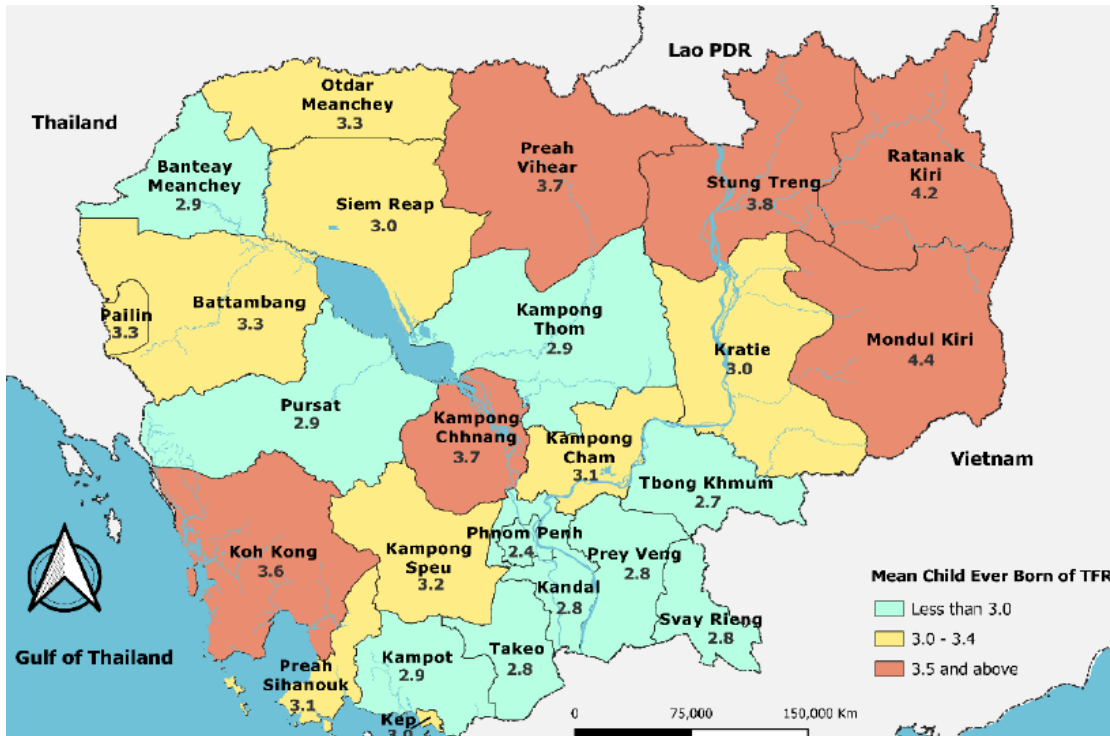 Lao PDR
Thailand
Otdar
Meanchey
3.3
Banteay
Meanchey
2.9
Preah
Vihear
3.7
Stung Treng
3.8
Ratanak
Kiri
4.2
Siem Reap
3.0
Battambang
3.3
Pailin
3.3
Kampong
Thom
2.9
Kratie
3.0
Mondul Kiri
4.4
Pursat
2.9
Kampong
Chhnang
3.7
Kampong
Cham
3.1
Vietnam
Tbong Khmum
2.7
Koh Kong
3.6
Kampong
Speu
3.2
Phnom Penh
2.4
Prey Veng
2.8
Kandal
2.8
Svay Rieng
2.8
Takeo
2.8
Kampot
2.9
Preah
Sihanouk
3.1
Kep
3.0
Gulf of Thailand
Mean Child Ever Born of TFR
Less than 3.0
3.0 - 3.4
3.5 and above
0 75,000 150,000 Km